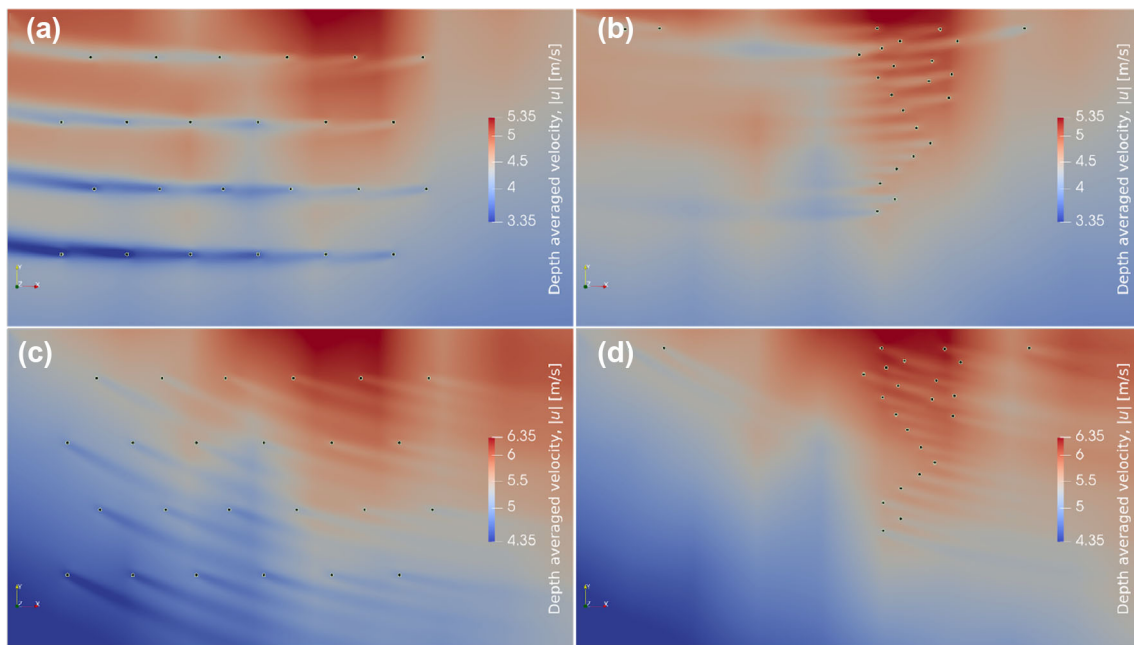 (a)
5.35
5
4.5
4
3.35
Depth averaged velocity, |u| [m/s]
Y
Z
X
(b)
5.35
5
4.5
4
3.35
Depth averaged velocity, |u| [m/s]
Y
Z
X
(c)
6.35
6
5.5
5
4.35
Depth averaged velocity, |u| [m/s]
Y
Z
X
(d)
6.35
6
5.5
5
4.35
Depth averaged velocity, |u| [m/s]
Y
Z
X